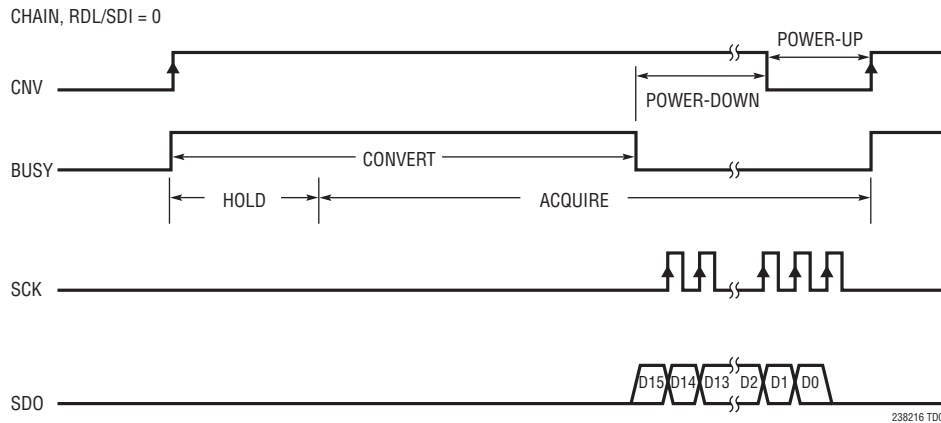 CHAIN, RDL/SDI = 0
POWER-UP
CNV
POWER-DOWN
CONVERT
BUSY
HOLD
ACQUIRE
SCK
D15 D14 D13 D2 D1 D0
SDO